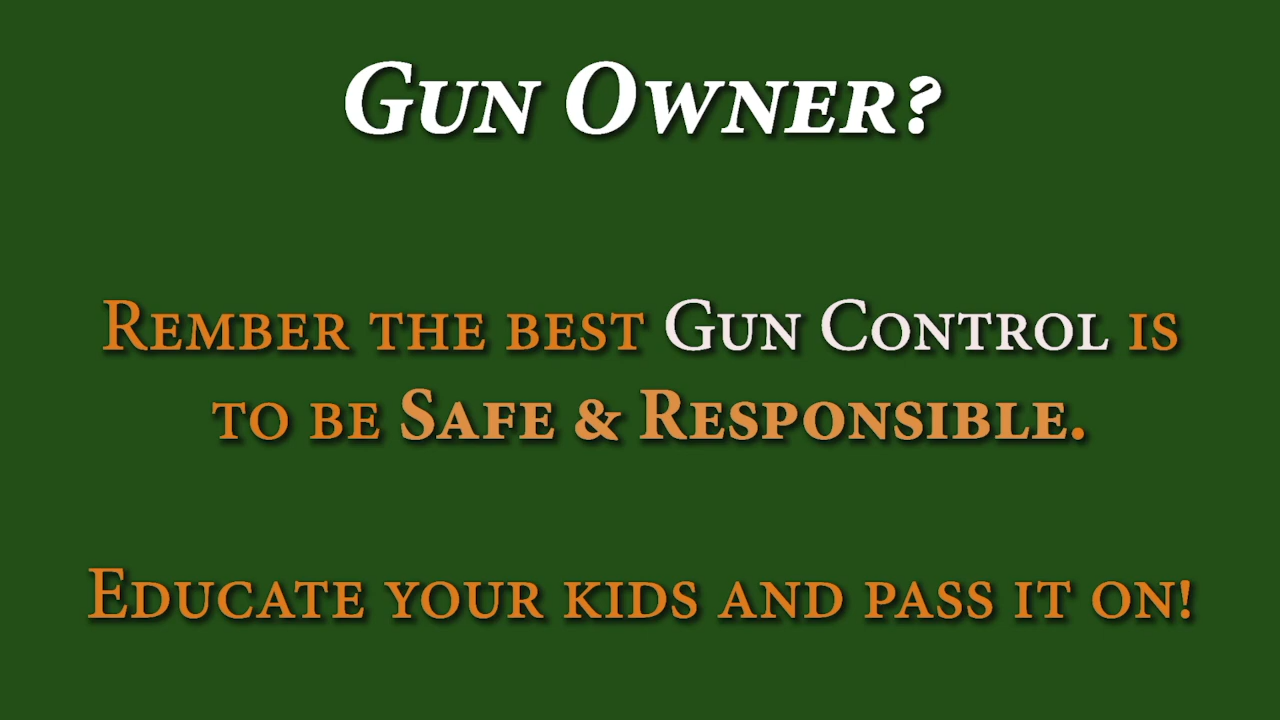 Gun Owner?
Rember the best Gun Control is
to be Safe & Responsible.
Educate your kids and pass it on!